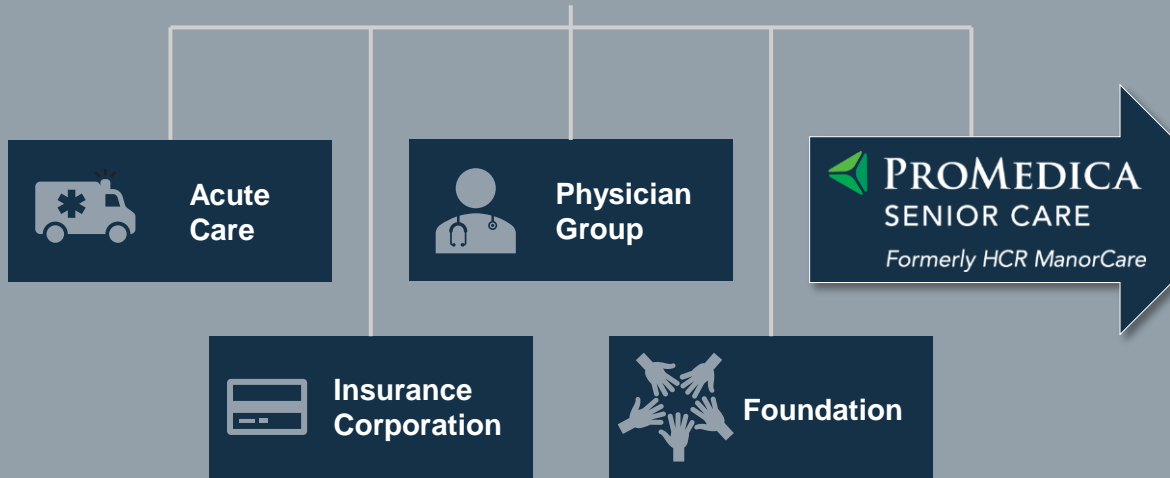 Acute
Care
Physician
Group
PROMEDICA
SENIOR CARE
Formerly HCR ManorCare
Insurance
Corporation
Foundation